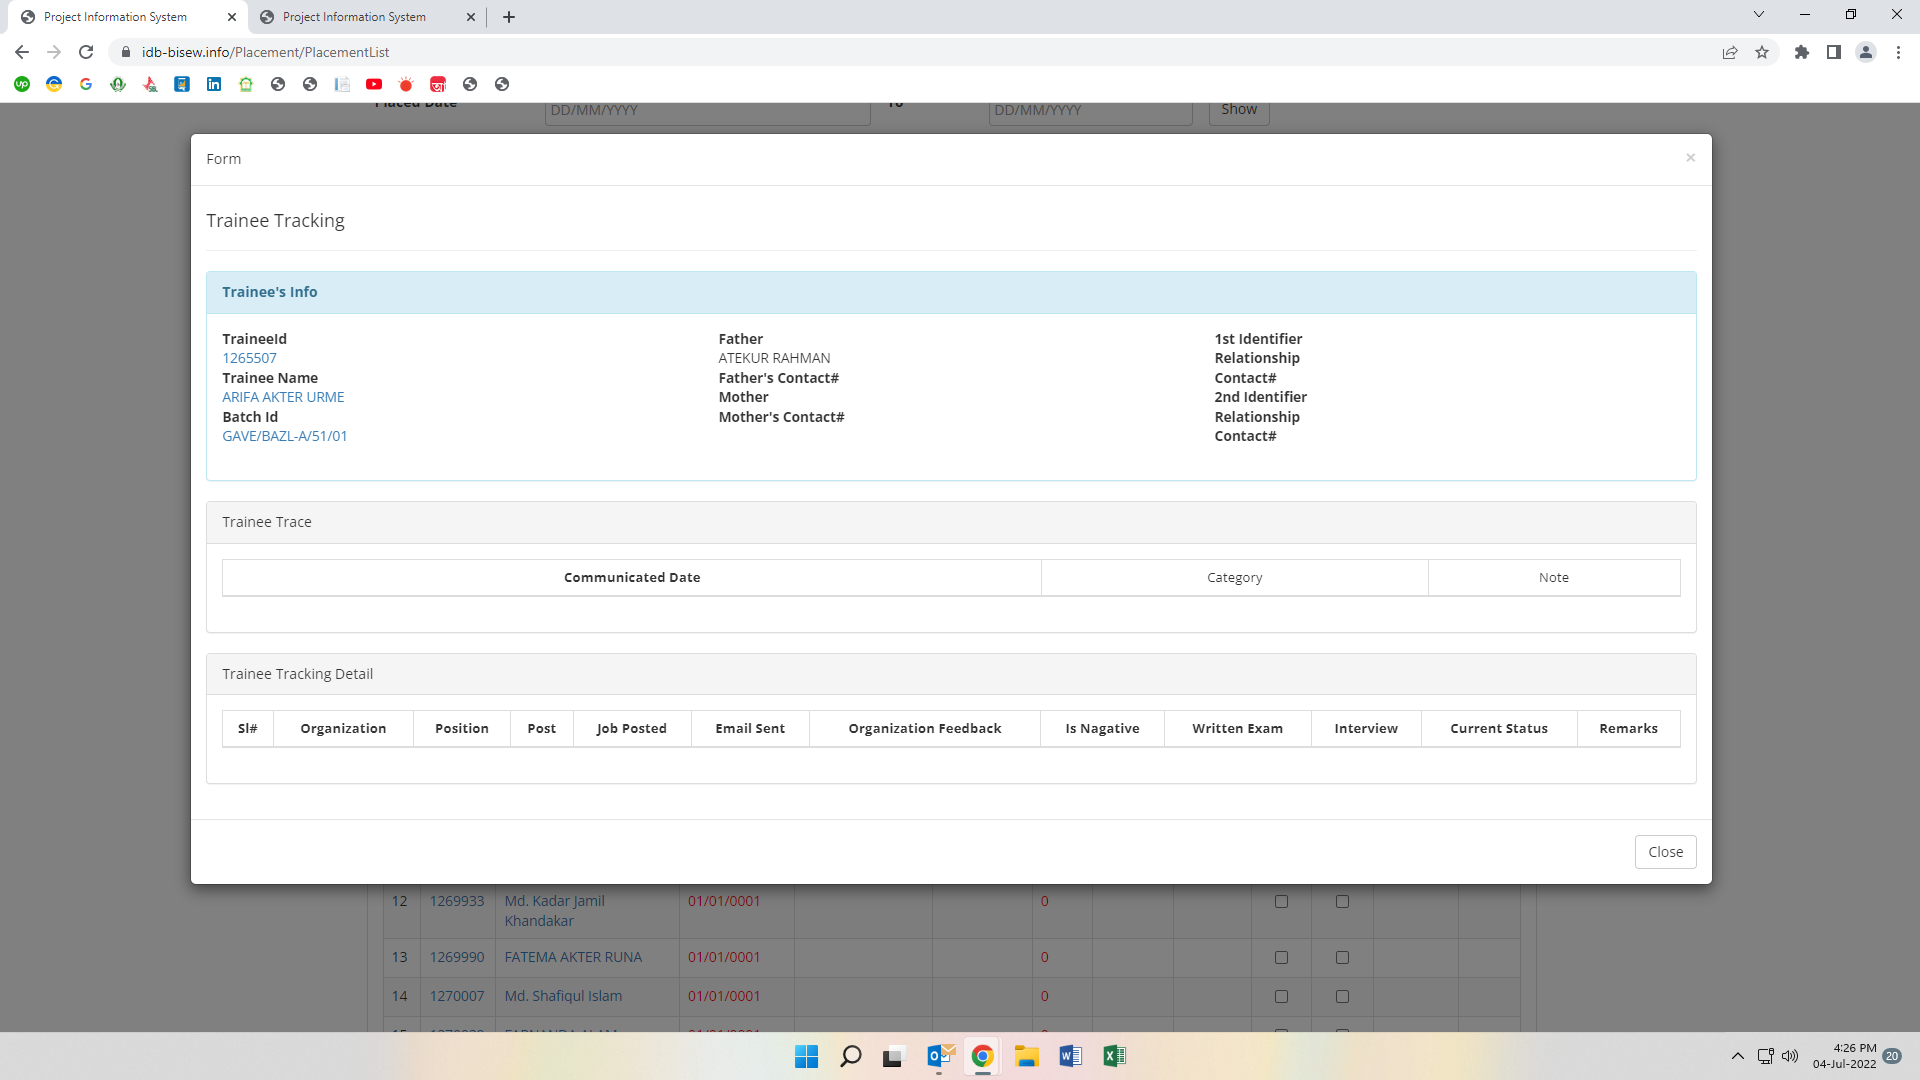 Project Information System
Project Information System
idb-bisew.info/Placement/PlacementList
Placed Date DD/MM/YYYY To DD/MM/YYYY Show
Form ×
Trainee Tracking
Trainee's Info
TraineeId
1265507
Trainee Name
ARIFA AKTER URME
Batch Id
GAVE/BAZL-A/51/01
Father
ATEKUR RAHMAN
Father's Contact#
Mother
Mother's Contact#
1st Identifier
Relationship
Contact#
2nd Identifier
Relationship
Contact#
Trainee Trace
Communicated Date Category Note
Trainee Tracking Detail
Sl# Organization Position Post Job Posted Email Sent Organization Feedback Is Nagative Written Exam Interview Current Status Remarks
Close
12 1269933 Md. Kadar Jamil 01/01/0001 0
Khandakar
13 1269990 FATEMA AKTER RUNA 01/01/0001 0
14 1270007 Md. Shafiqul Islam 01/01/0001 0
4:26 PM
04-Jul-2022 20